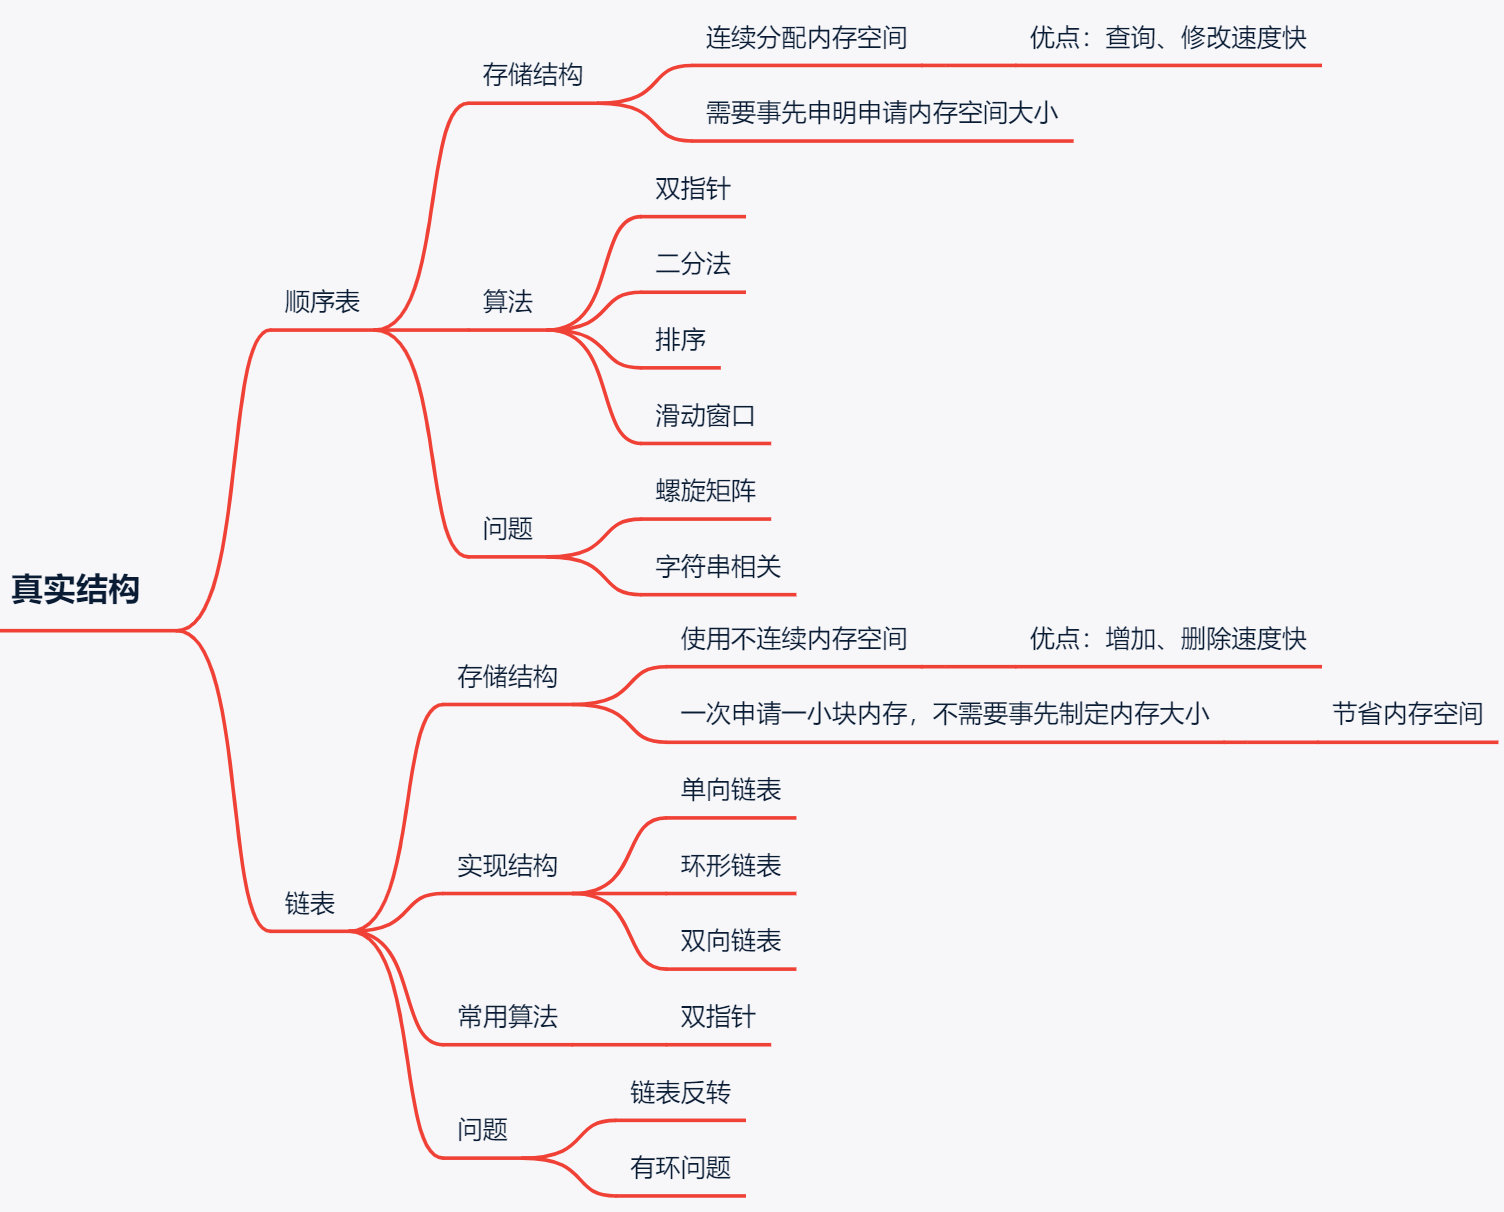 连续分配内存空间
优点：查询、修改速度快
存储结构
需要事先申明申请内存空间大小
双指针
二分法
顺序表
算法
排序
滑动窗口
螺旋矩阵
问题
字符串相关
真实结构
使用不连续内存空间
优点：增加、删除速度快
存储结构
一次申请一小块内存，不需要事先制定内存大小
节省内存空间
单向链表
实现结构
环形链表
链表
双向链表
常用算法
双指针
链表反转
问题
有环问题